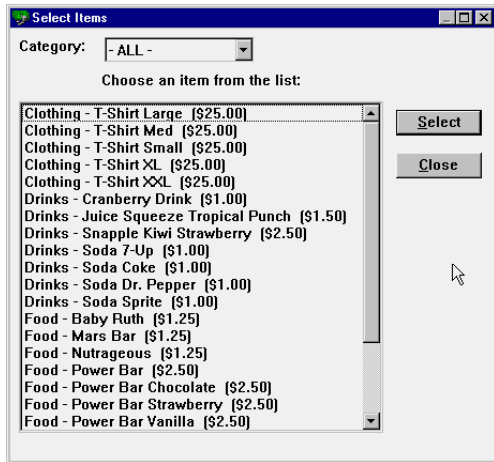 Select Items
Category: - ALL -
Choose an item from the list:
Clothing - T-Shirt Large ($25.00)
Clothing - T-Shirt Med ($25.00)
Clothing - T-Shirt Small ($25.00)
Clothing - T-Shirt XL ($25.00)
Clothing - T-Shirt XXL ($25.00)
Drinks - Cranberry Drink ($1.00)
Drinks - Juice Squeeze Tropical Punch ($1.50)
Drinks - Snapple Kiwi Strawberry ($2.50)
Drinks - Soda 7-Up ($1.00)
Drinks - Soda Coke ($1.00)
Drinks - Soda Dr. Pepper ($1.00)
Drinks - Soda Sprite ($1.00)
Food - Baby Ruth ($1.25)
Food - Mars Bar ($1.25)
Food - Nutrageous ($1.25)
Food - Power Bar ($2.50)
Food - Power Bar Chocolate ($2.50)
Food - Power Bar Strawberry ($2.50)
Food - Power Bar Vanilla ($2.50)
Select
Close